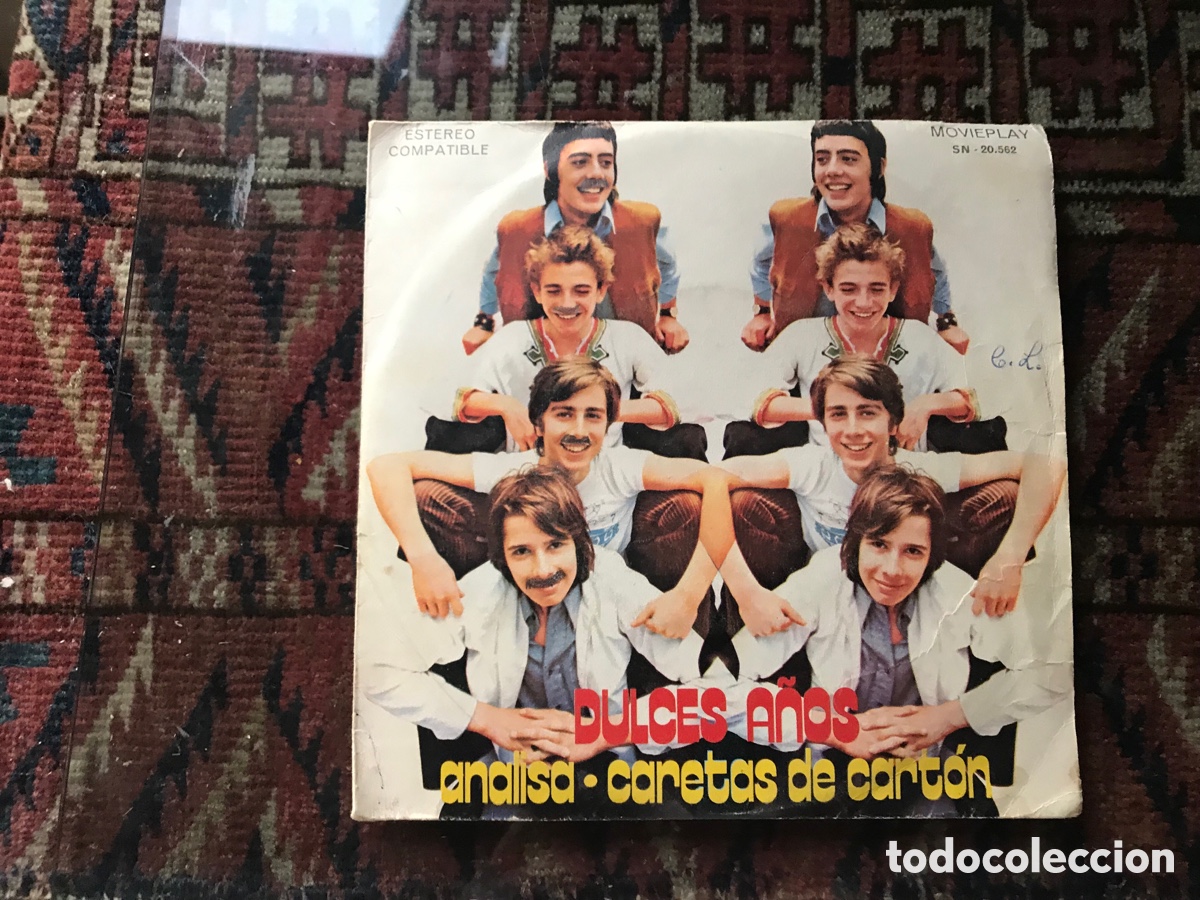 ESTEREO
COMPATIBLE
MOVIEPLAY
SN - 20.562
C. L.
DULCES AÑOS
analisa · caretas de cartón
todocoleccion